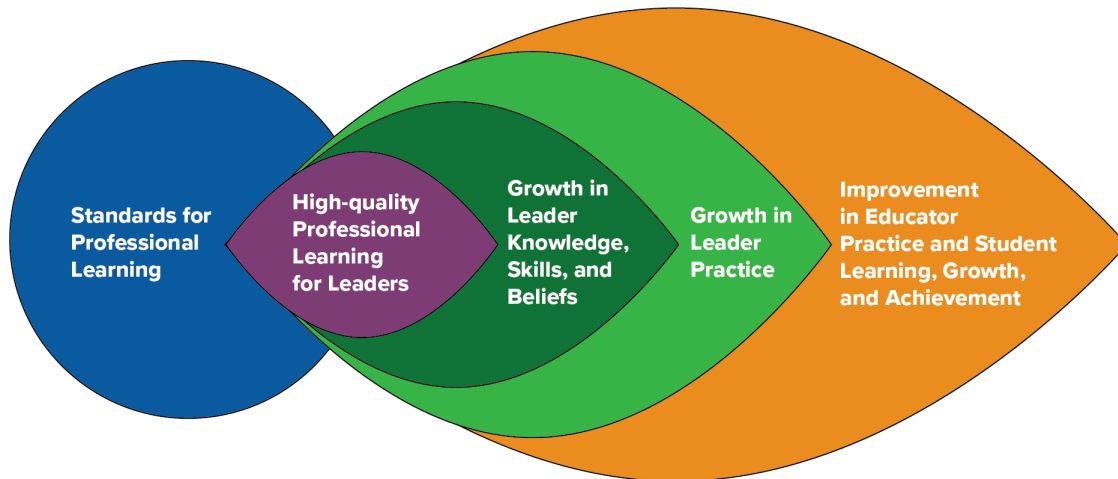 Standards for
Professional
Learning
High-quality
Professional
Learning
for Leaders
Growth in
Leader
Knowledge,
Skills, and
Beliefs
Growth in
Leader
Practice
Improvement
in Educator
Practice and Student
Learning, Growth,
and Achievement